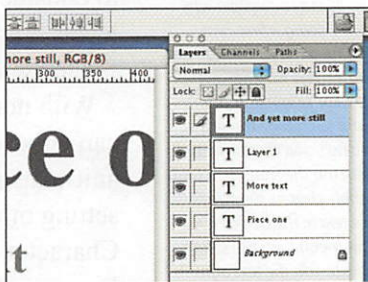 more still, RGB/8)
300 350 400
ce o
t
Layers Channels Paths
Normal Opacity: 100%
Lock: Fill: 100%
T And yet more still
T Layer 1
T More text
T Piece one
Background